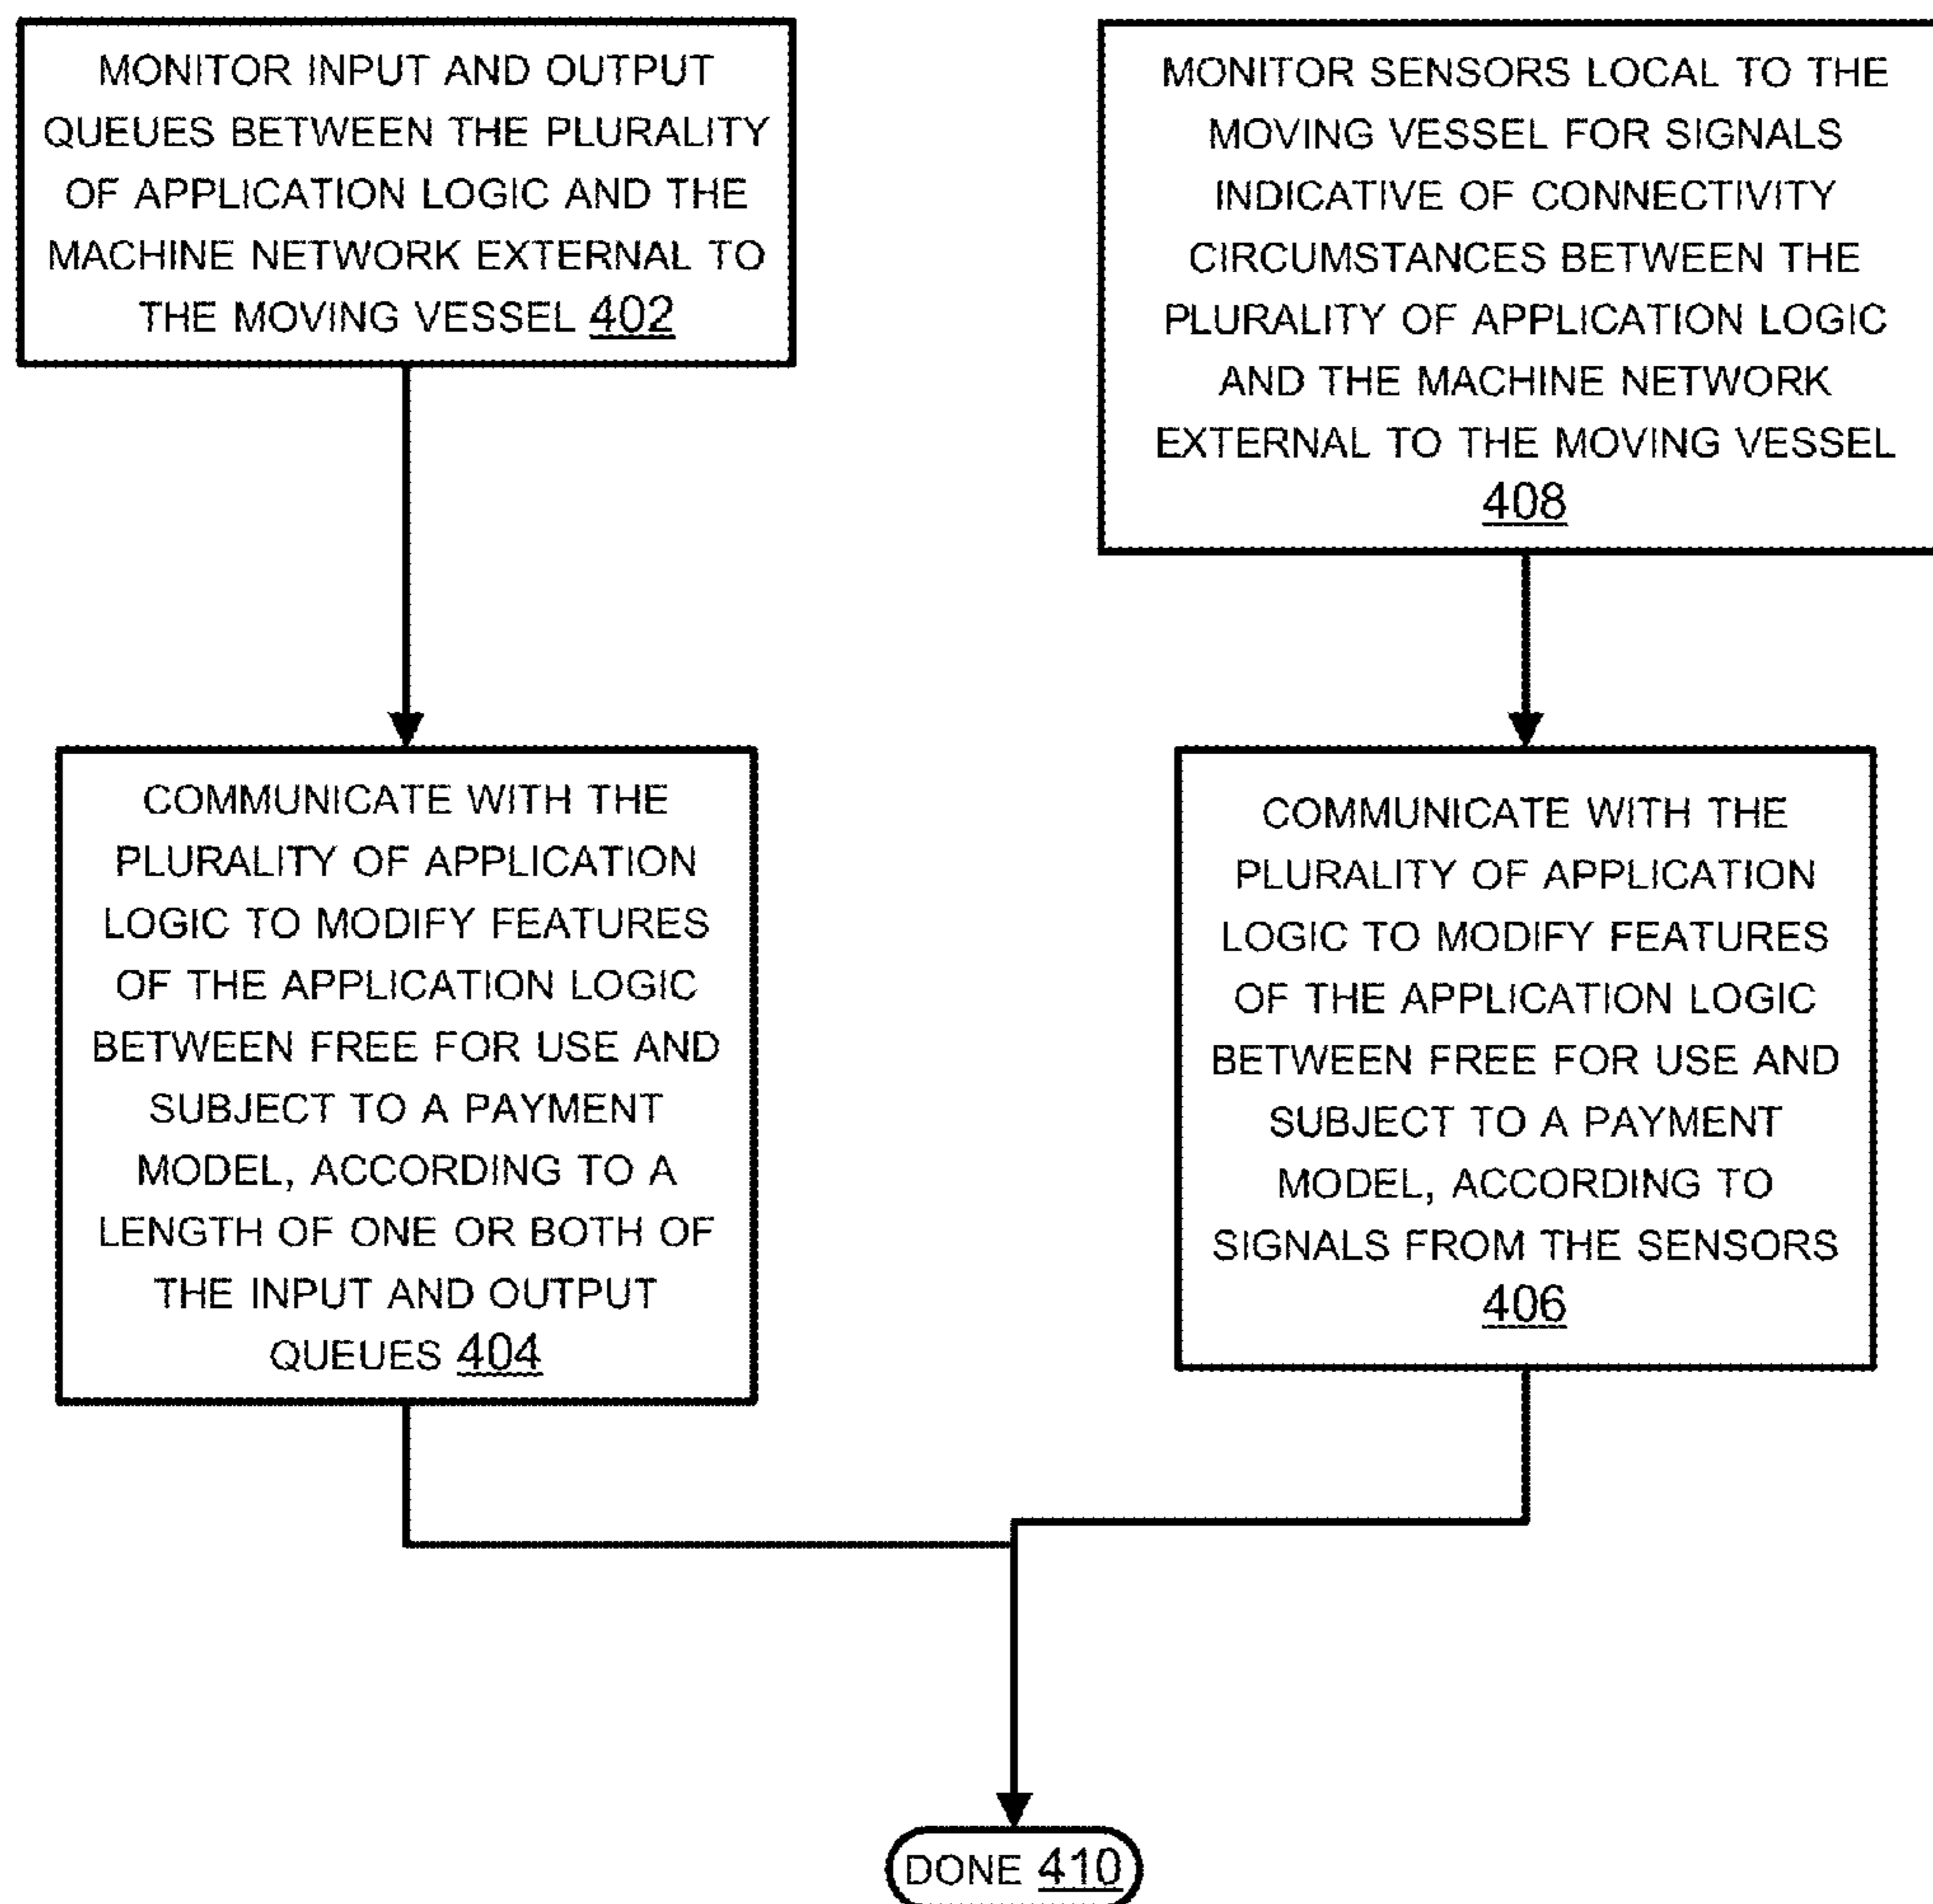 MONITOR INPUT AND OUTPUT
QUEUES BETWEEN THE PLURALITY
OF APPLICATION LOGIC AND THE
MACHINE NETWORK EXTERNAL TO
THE MOVING VESSEL 402
MONITOR SENSORS LOCAL TO THE
MOVING VESSEL FOR SIGNALS
INDICATIVE OF CONNECTIVITY
CIRCUMSTANCES BETWEEN THE
PLURALITY OF APPLICATION LOGIC
AND THE MACHINE NETWORK
EXTERNAL TO THE MOVING VESSEL
408
COMMUNICATE WITH THE
PLURALITY OF APPLICATION
LOGIC TO MODIFY FEATURES
OF THE APPLICATION LOGIC
BETWEEN FREE FOR USE AND
SUBJECT TO A PAYMENT
MODEL, ACCORDING TO A
LENGTH OF ONE OR BOTH OF
THE INPUT AND OUTPUT
QUEUES 404
COMMUNICATE WITH THE
PLURALITY OF APPLICATION
LOGIC TO MODIFY FEATURES
OF THE APPLICATION LOGIC
BETWEEN FREE FOR USE AND
SUBJECT TO A PAYMENT
MODEL, ACCORDING TO
SIGNALS FROM THE SENSORS
406
DONE 410